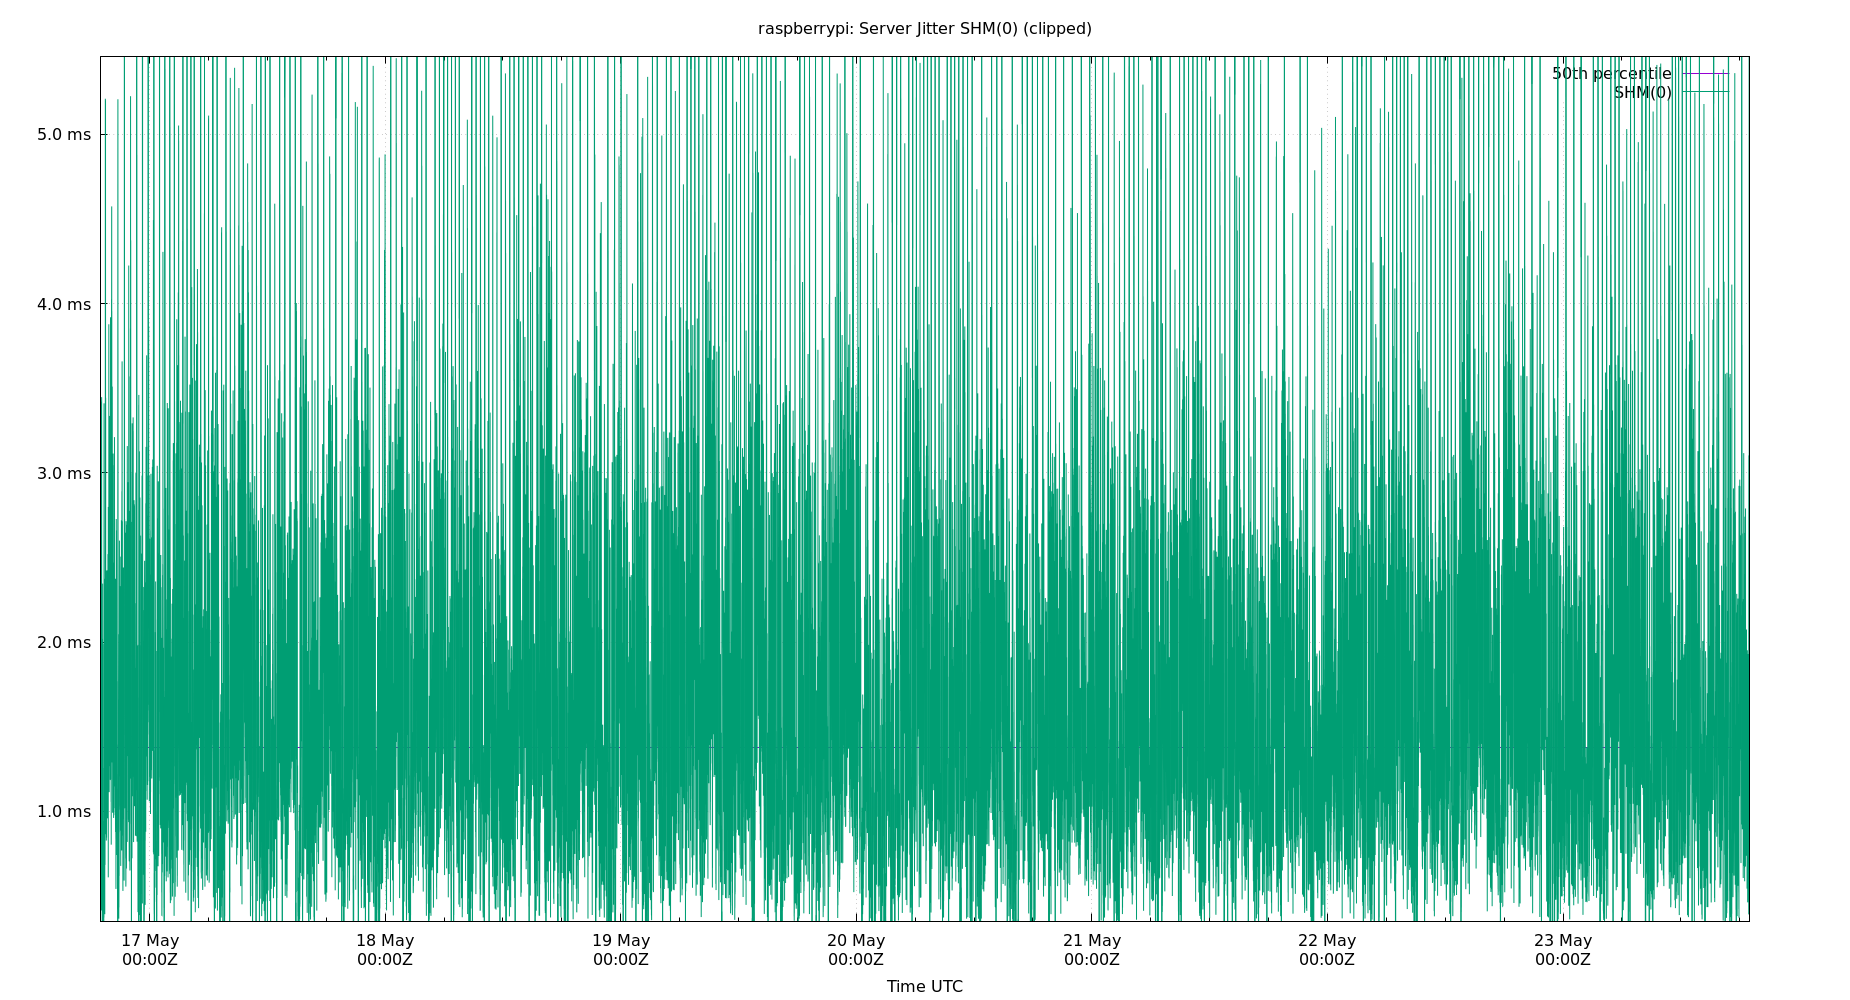 raspberrypi: Server Jitter SHM(0) (clipped)
50th percentile
SHM(0)
5.0 ms
4.0 ms
3.0 ms
2.0 ms
1.0 ms
17 May 18 May 19 May 20 May 21 May 22 May 23 May
00:00Z 00:00Z 00:00Z 00:00Z 00:00Z 00:00Z 00:00Z
Time UTC